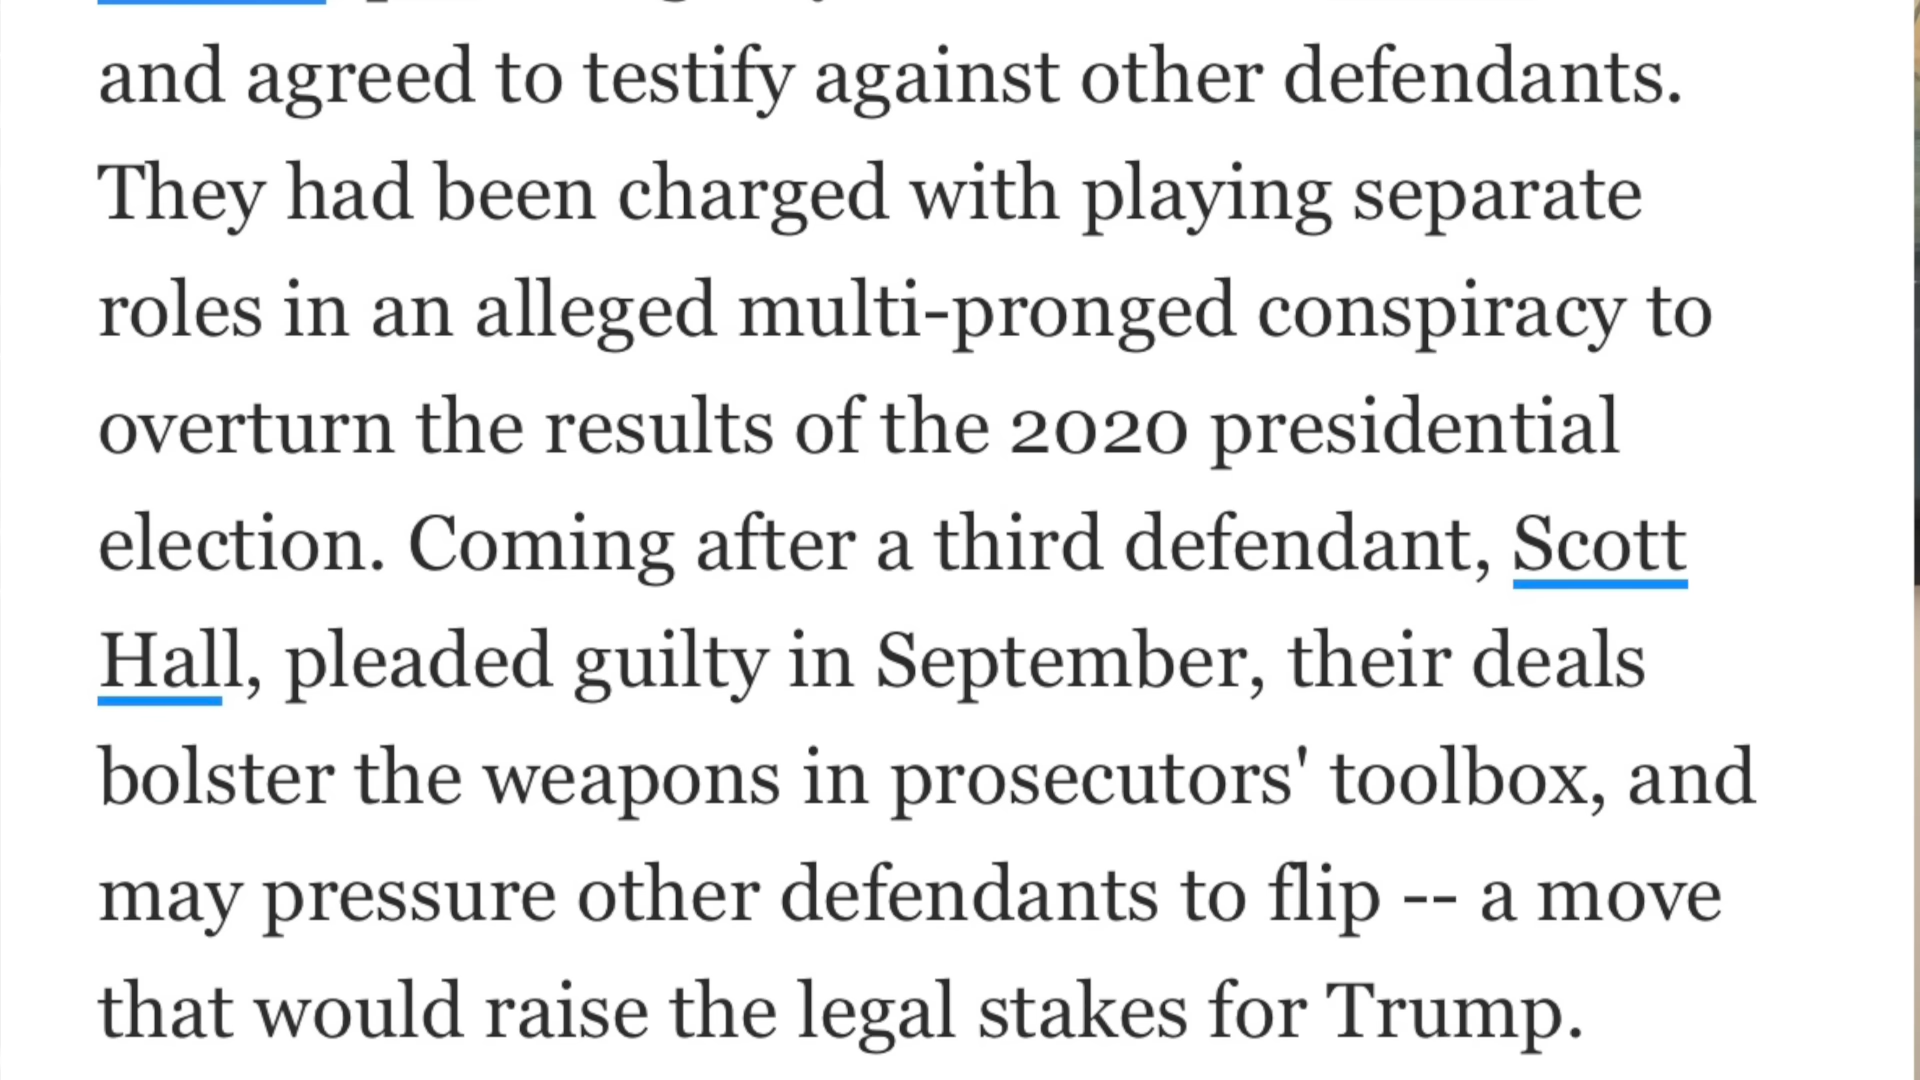 and agreed to testify against other defendants.
They had been charged with playing separate
roles in an alleged multi-pronged conspiracy to
overturn the results of the 2020 presidential
election. Coming after a third defendant, Scott
Hall, pleaded guilty in September, their deals
bolster the weapons in prosecutors' toolbox, and
may pressure other defendants to flip -- a move
that would raise the legal stakes for Trump.